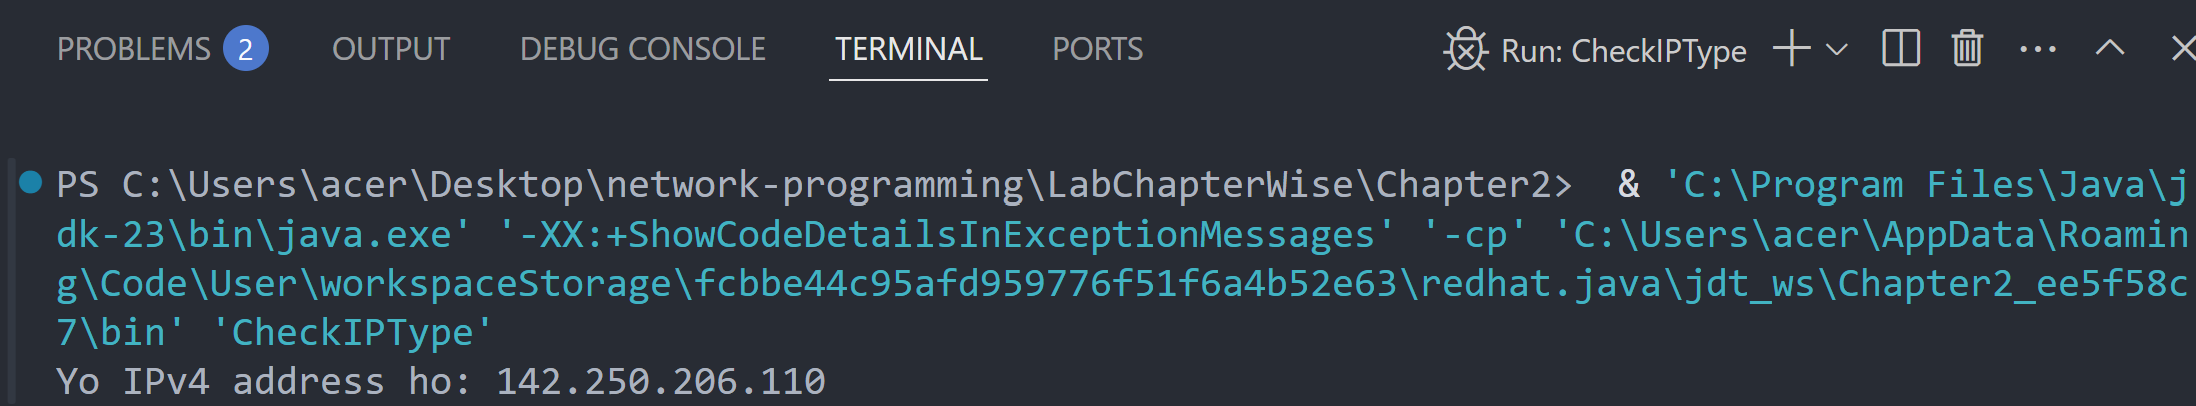 PROBLEMS 2 OUTPUT DEBUG CONSOLE TERMINAL PORTS Run: CheckIPType
PS C:\Users\acer\Desktop\network-programming\LabChapterWise\Chapter2>  & 'C:\Program Files\Java\j
dk-23\bin\java.exe' '-XX:+ShowCodeDetailsInExceptionMessages' '-cp' 'C:\Users\acer\AppData\Roamin
g\Code\User\workspaceStorage\fcbbe44c95afd959776f51f6a4b52e63\redhat.java\jdt_ws\Chapter2_ee5f58c
7\bin' 'CheckIPType'
Yo IPv4 address ho: 142.250.206.110